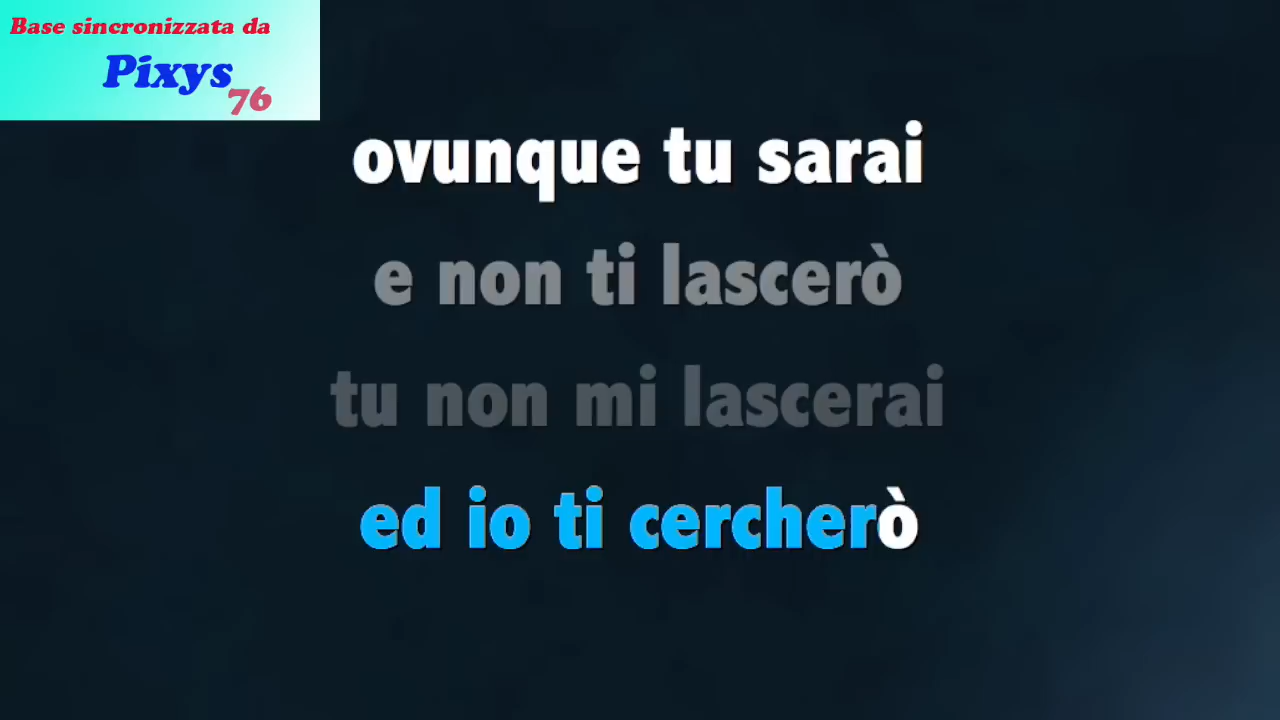 Base sincronizzata da
Pixys
76
ovunque tu sarai
e non ti lascerò
tu non mi lascerai
ed io ti cercherò